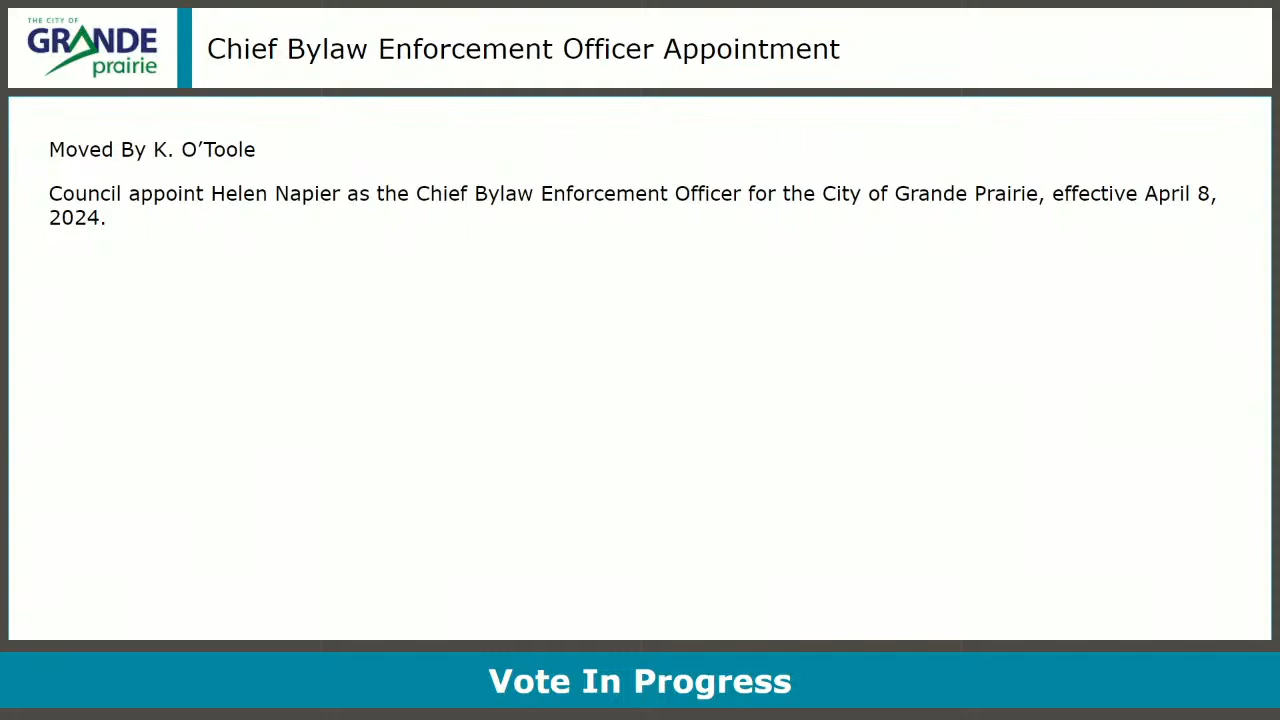 THE CITY OF
GRANDE
prairie
Chief Bylaw Enforcement Officer Appointment
Moved By K. O’Toole
Council appoint Helen Napier as the Chief Bylaw Enforcement Officer for the City of Grande Prairie, effective April 8,
2024.
Vote In Progress